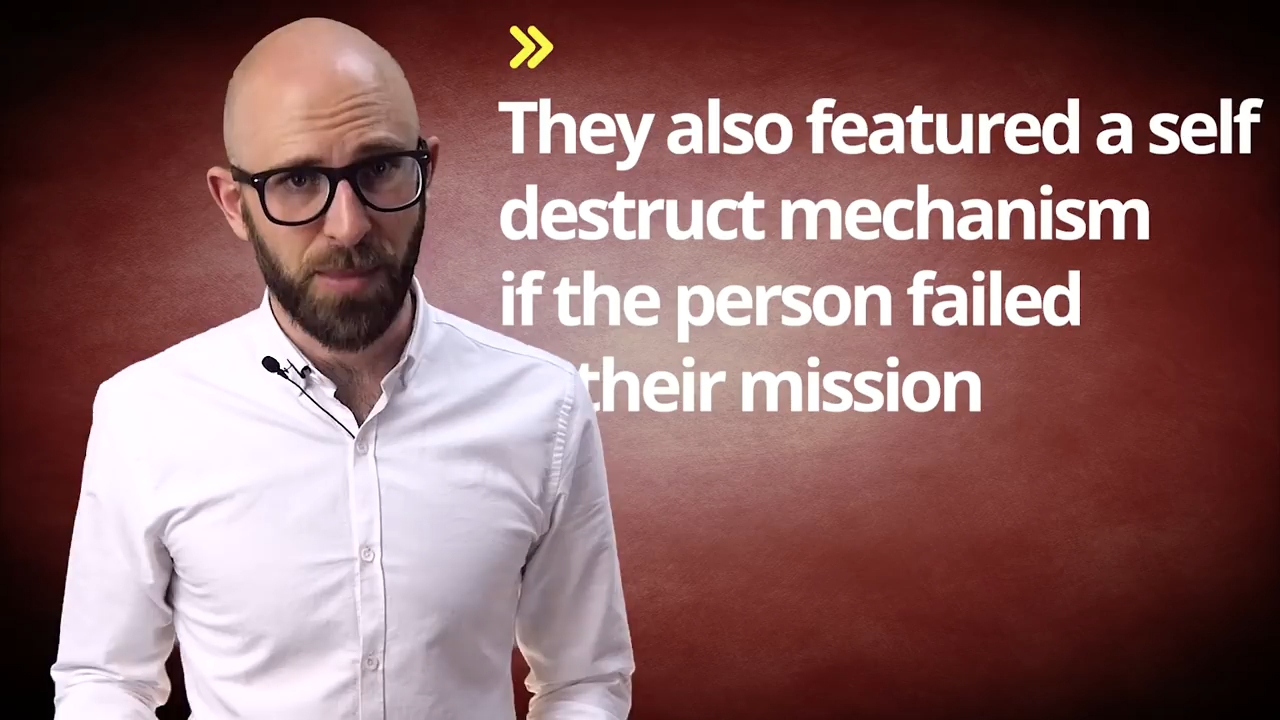 They also featured a self
destruct mechanism
if the person failed
their mission